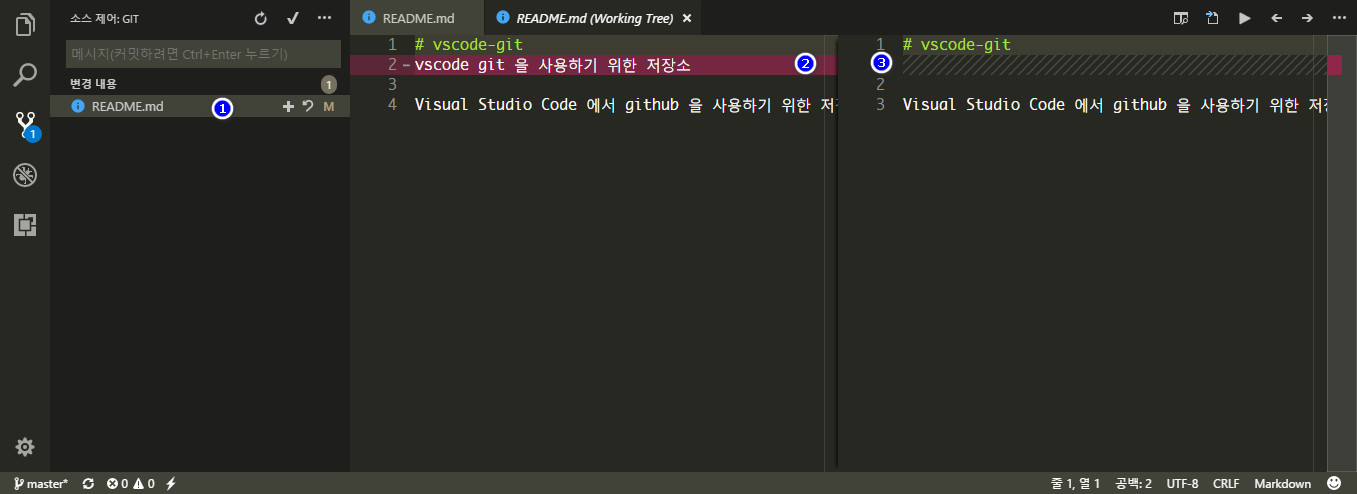 소스 제어: GIT
README.md
README.md (Working Tree)
메시지(커밋하려면 Ctrl+Enter 누르기)
변경 내용 1
README.md 1 M
1
1 # vscode-git
2 - vscode git 을 사용하기 위한 저장소 2
3
4 Visual Studio Code 에서 github 을 사용하기 위한 저장
1 # vscode-git
3
2
3 Visual Studio Code 에서 github 을 사용하기 위한 저장
master* 0 0
줄 1, 열 1 공백: 2 UTF-8 CRLF Markdown